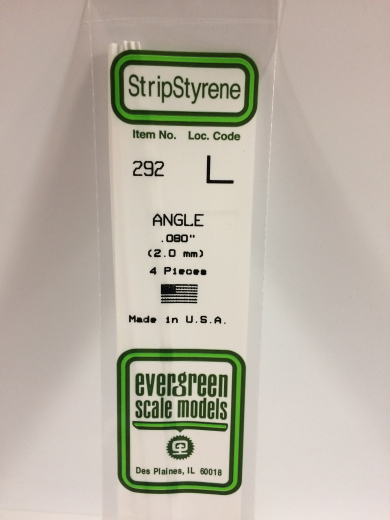 StripStyrene
Item No. Loc. Code
292 L
ANGLE
.080"
(2.0 mm)
4 Pieces
Made in U.S.A.
evergreen
scale models
Des Plaines, IL 60018